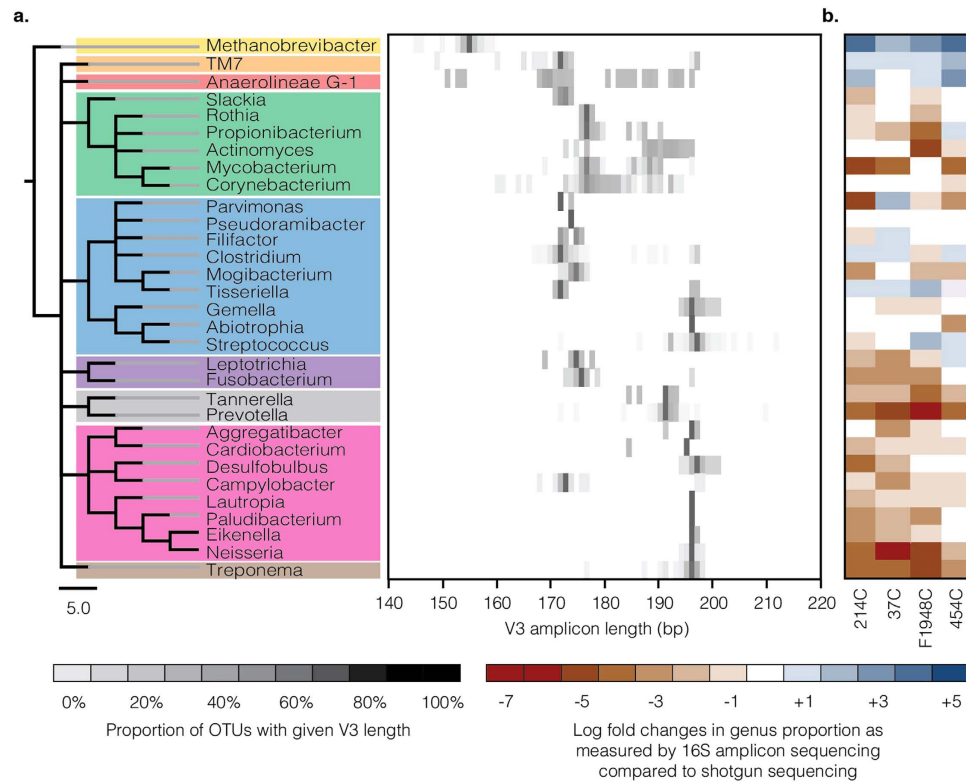 a.
b.
Methanobrevibacter
TM7
Anaerolineae G-1
Slackia
Rothia
Propionibacterium
Actinomyces
Mycobacterium
Corynebacterium
Parvimonas
Pseudoramibacter
Filifactor
Clostridium
Mogibacterium
Tisseriella
Gemella
Abiotrophia
Streptococcus
Leptotrichia
Fusobacterium
Tannerella
Prevotella
Aggregatibacter
Cardiobacterium
Desulfobulbus
Campylobacter
Lautropia
Paludibacterium
Eikenella
Neisseria
Treponema
5.0
140 150 160 170 180 190 200 210 220
V3 amplicon length (bp)
214C
37C
F1948C
454C
0% 20% 40% 60% 80% 100%
Proportion of OTUs with given V3 length
-7 -5 -3 -1 +1 +3 +5
Log fold changes in genus proportion as
measured by 16S amplicon sequencing
compared to shotgun sequencing